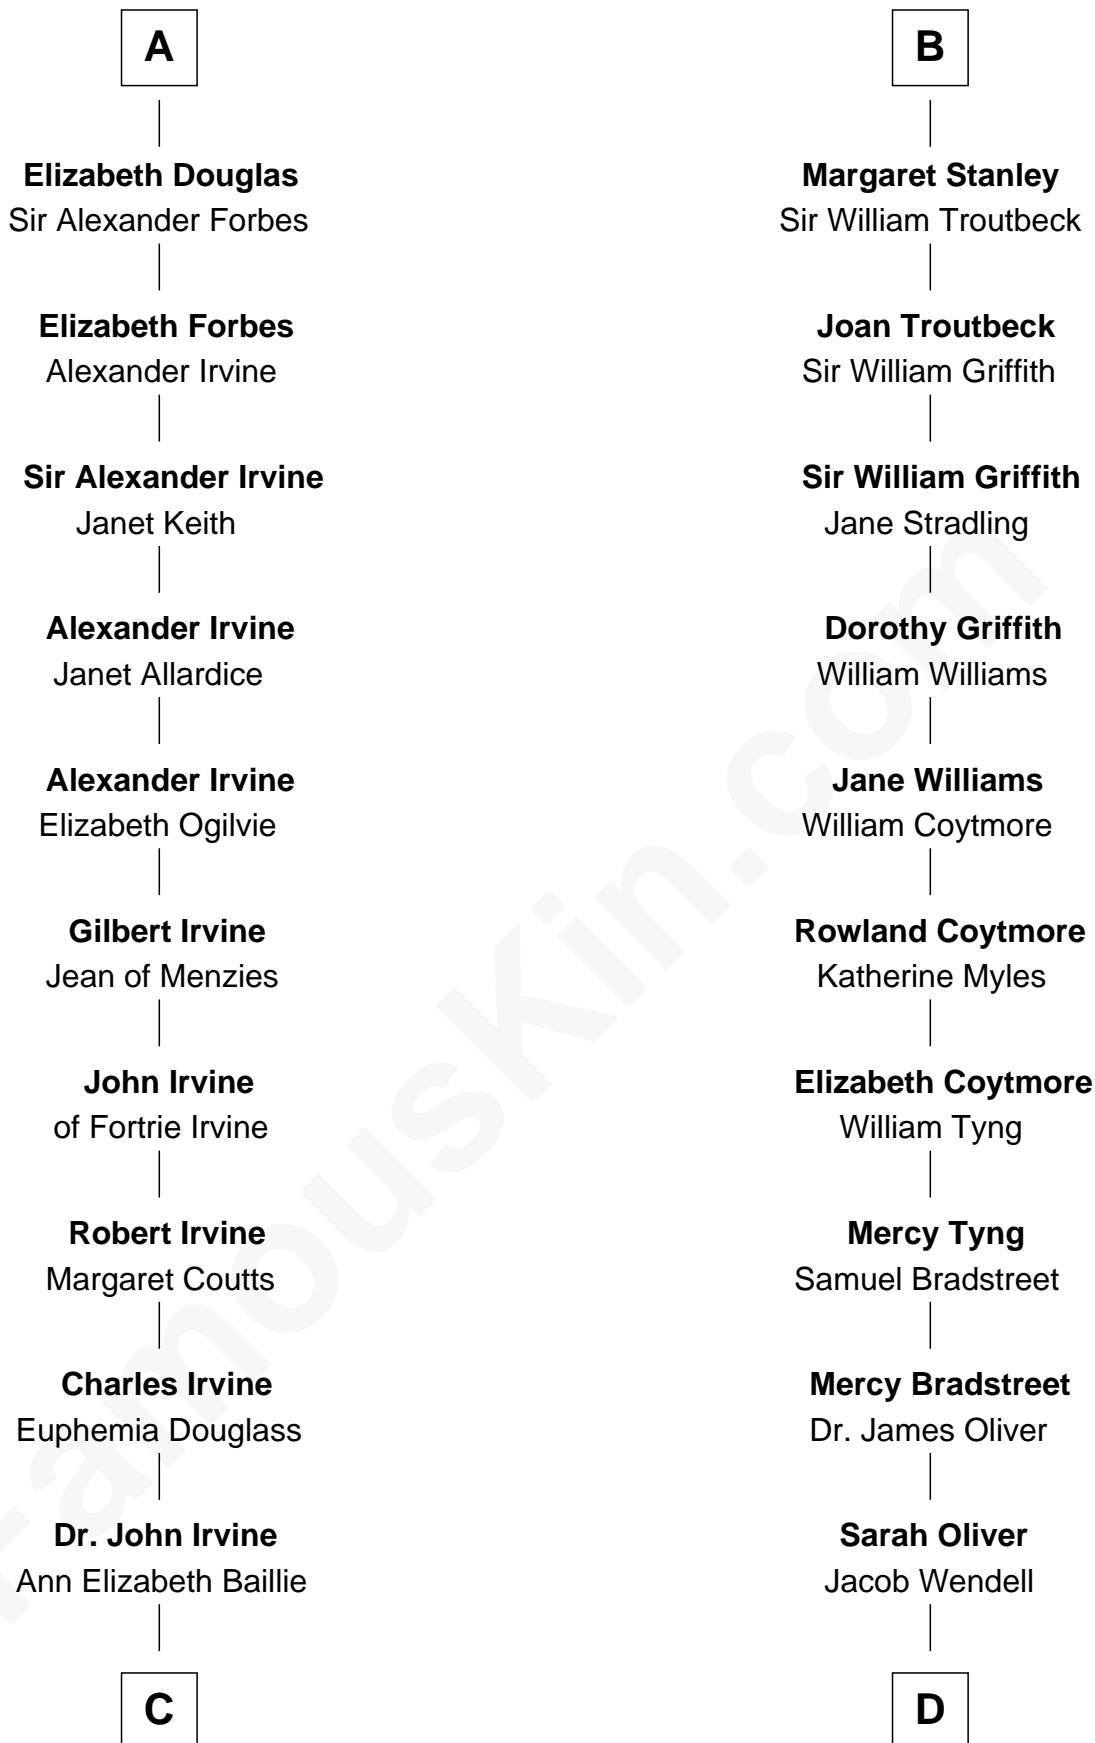 A
Elizabeth Douglas
Sir Alexander Forbes
Elizabeth Forbes
Alexander Irvine
Sir Alexander Irvine
Janet Keith
Alexander Irvine
Janet Allardice
Alexander Irvine
Elizabeth Ogilvie
Gilbert Irvine
Jean of Menzies
John Irvine
of Fortrie Irvine
Robert Irvine
Margaret Coutts
Charles Irvine
Euphemia Douglass
Dr. John Irvine
Ann Elizabeth Baillie
C
B
Margaret Stanley
Sir William Troutbeck
Joan Troutbeck
Sir William Griffith
Sir William Griffith
Jane Stradling
Dorothy Griffith
William Williams
Jane Williams
William Coytmore
Rowland Coytmore
Katherine Myles
Elizabeth Coytmore
William Tyng
Mercy Tyng
Samuel Bradstreet
Mercy Bradstreet
Dr. James Oliver
Sarah Oliver
Jacob Wendell
D
FamousKin.com